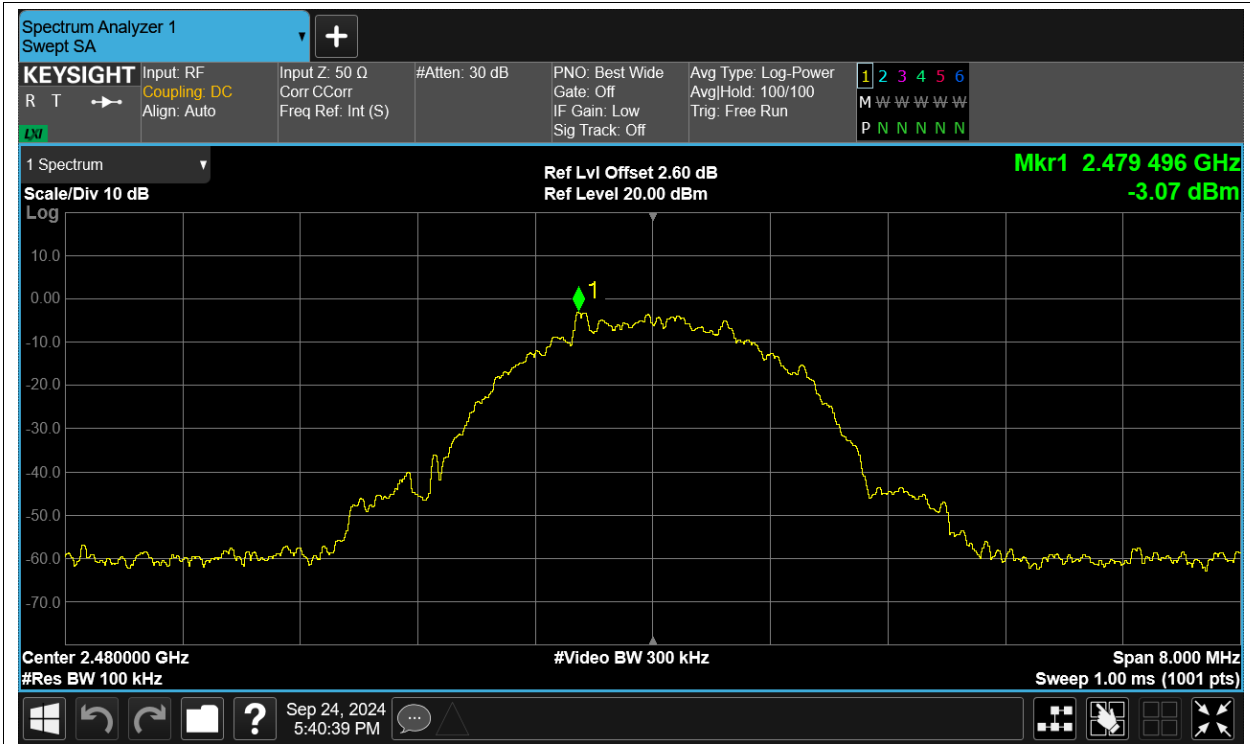 Spectrum Analyzer 1
Swept SA
+
KEYSIGHT
R T
LXI
Input: RF
Coupling: DC
Align: Auto
Input Z: 50 Ω
Corr CCorr
Freq Ref: Int (S)
#Atten: 30 dB
PNO: Best Wide
Gate: Off
IF Gain: Low
Sig Track: Off
Avg Type: Log-Power
Avg|Hold: 100/100
Trig: Free Run
1 2 3 4 5 6
M W W W W W
P N N N N N
1 Spectrum
Scale/Div 10 dB
Log
Ref Lvl Offset 2.60 dB
Ref Level 20.00 dBm
Mkr1 2.479 496 GHz
-3.07 dBm
10.0
0.00
-10.0
-20.0
-30.0
-40.0
-50.0
-60.0
-70.0
1
Center 2.480000 GHz
#Res BW 100 kHz
#Video BW 300 kHz
Span 8.000 MHz
Sweep 1.00 ms (1001 pts)
?
Sep 24, 2024
5:40:39 PM